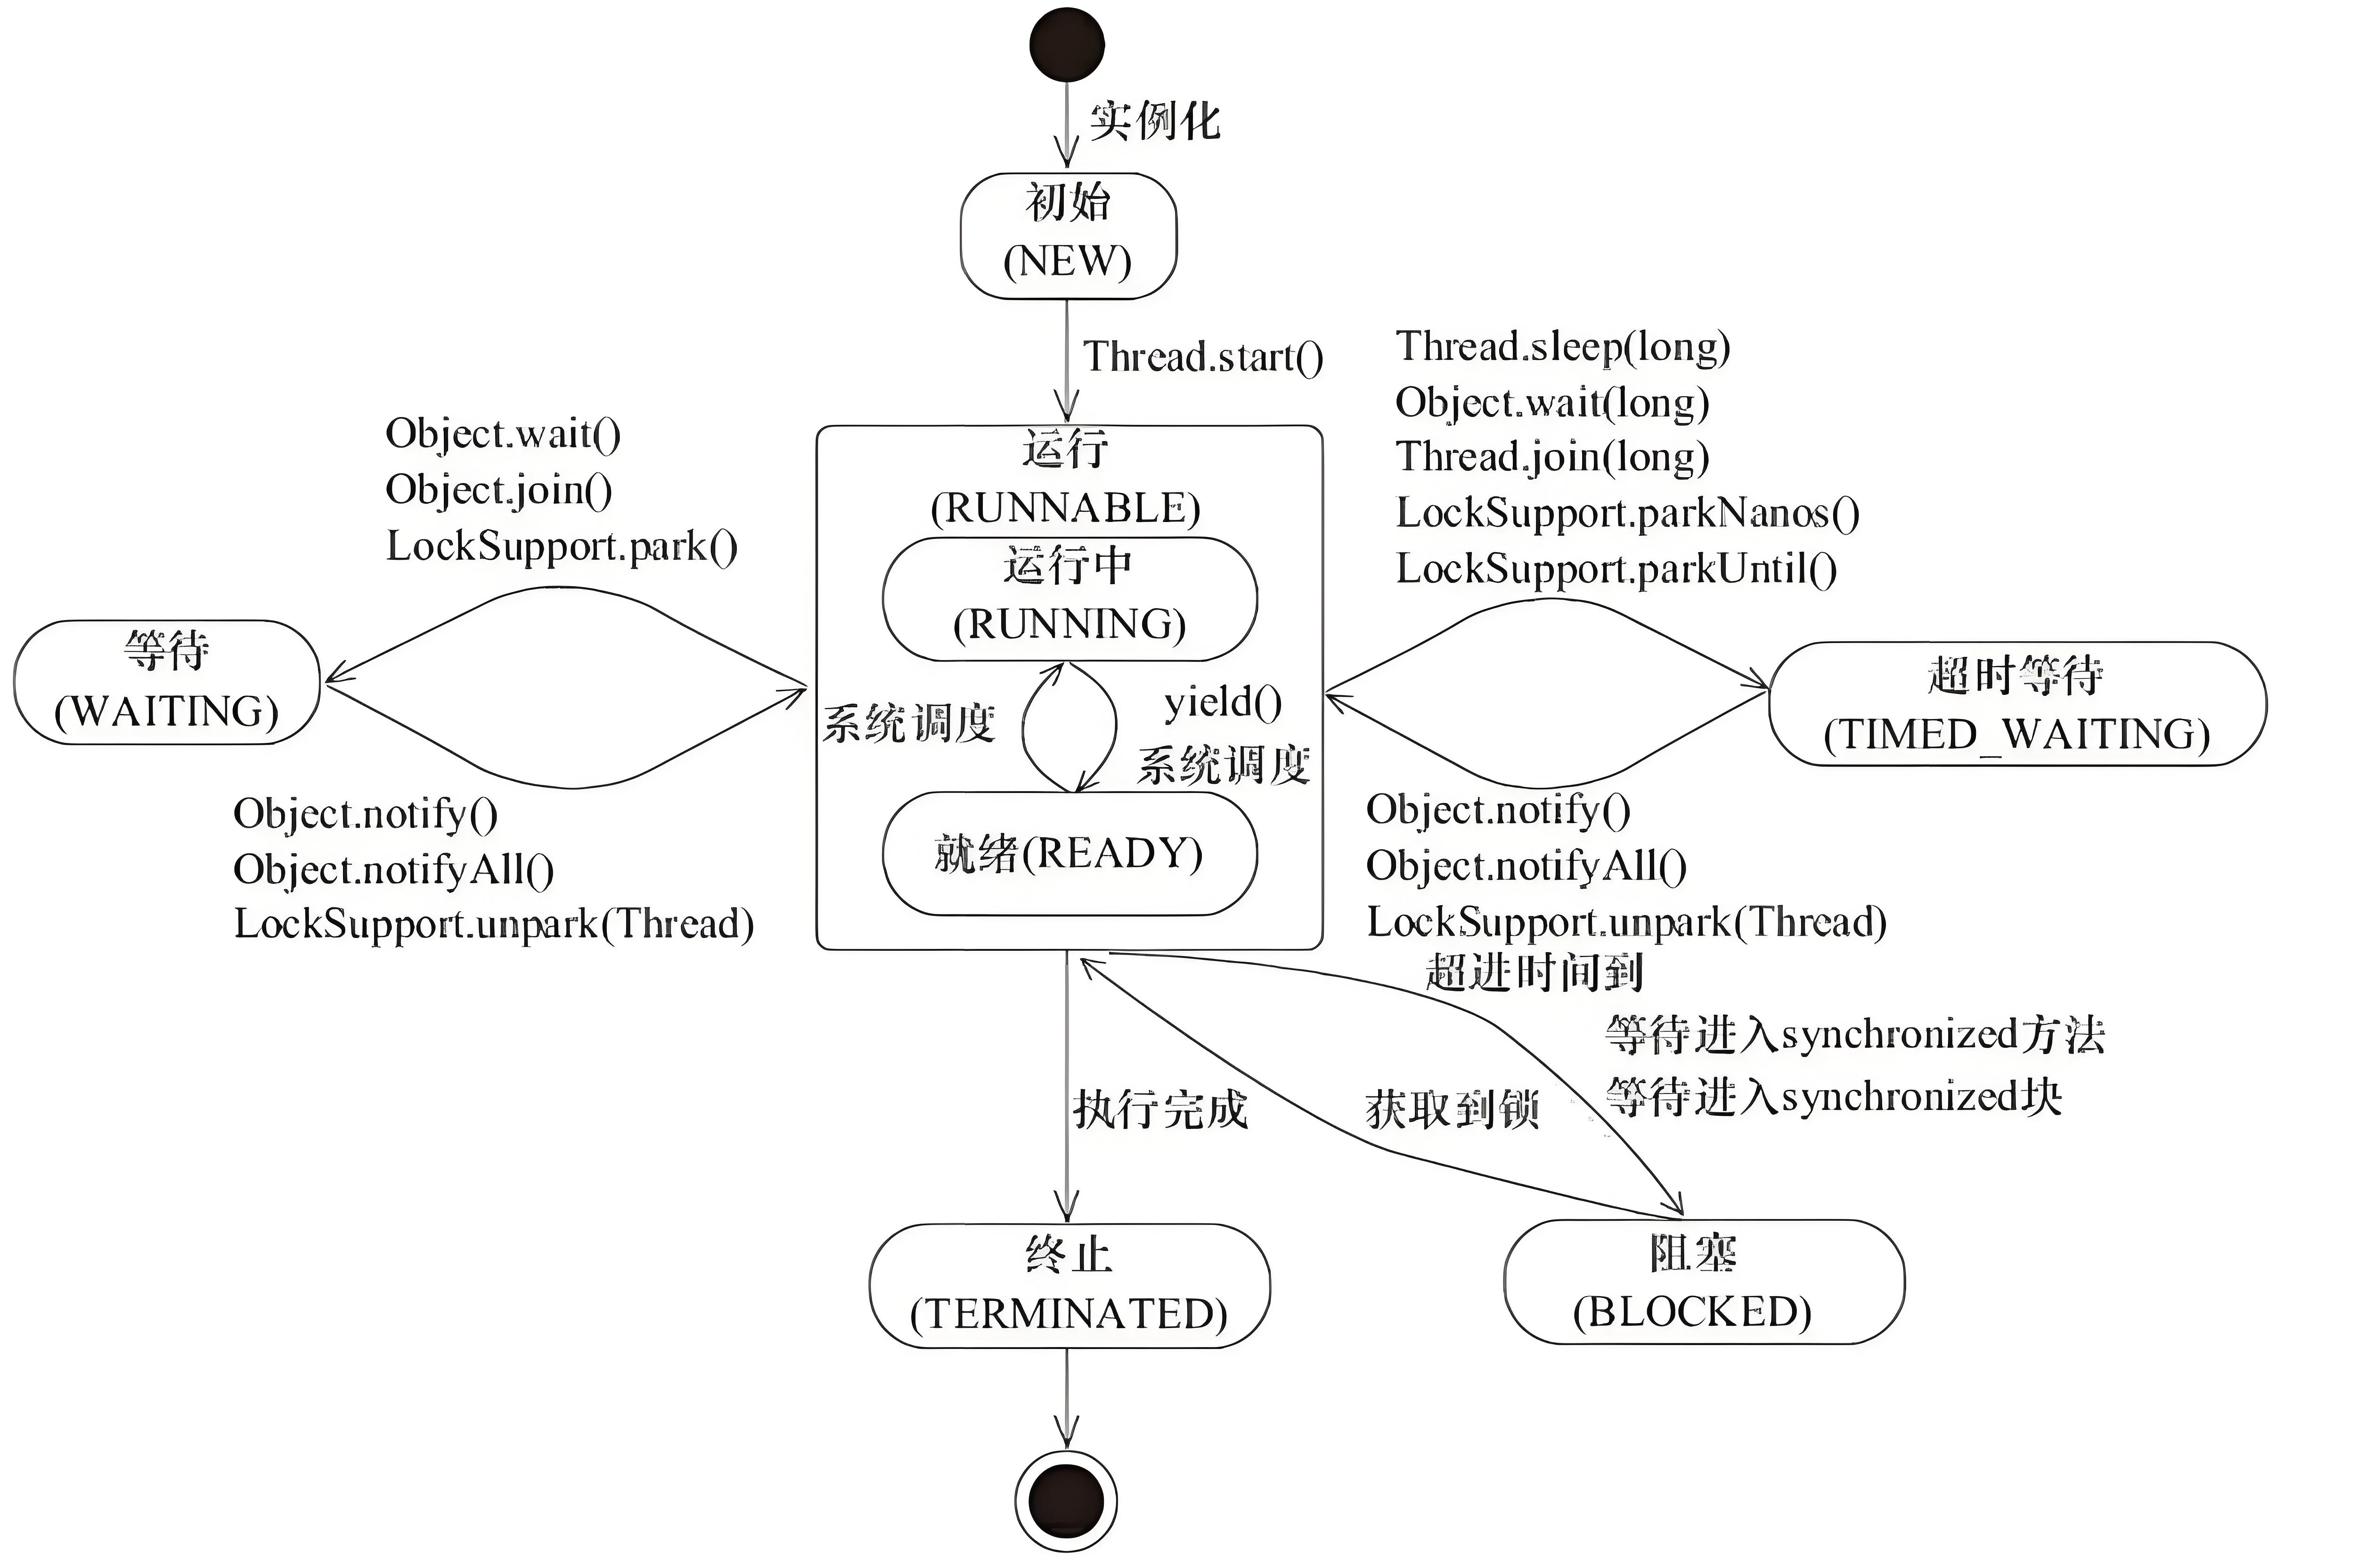 实例化
初始
(NEW)
Thread.start()
Object.wait()
Object.join()
LockSupport.park()
Thread.sleep(long)
Object.wait(long)
Thread.join(long)
LockSupport.parkNanos()
LockSupport.parkUntil()
运行
(RUNNABLE)
运行中
(RUNNING)
等待
(WAITING)
系统调度
yield()
系统调度
超时等待
(TIMED_WAITING)
就绪(READY)
Object.notify()
Object.notifyAll()
LockSupport.unpark(Thread)
Object.notify()
Object.notifyAll()
LockSupport.unpark(Thread)
超进时间到
等待进入synchronized方法
等待进入synchronized块
执行完成
获取到锁
终止
(TERMINATED)
阻塞
(BLOCKED)